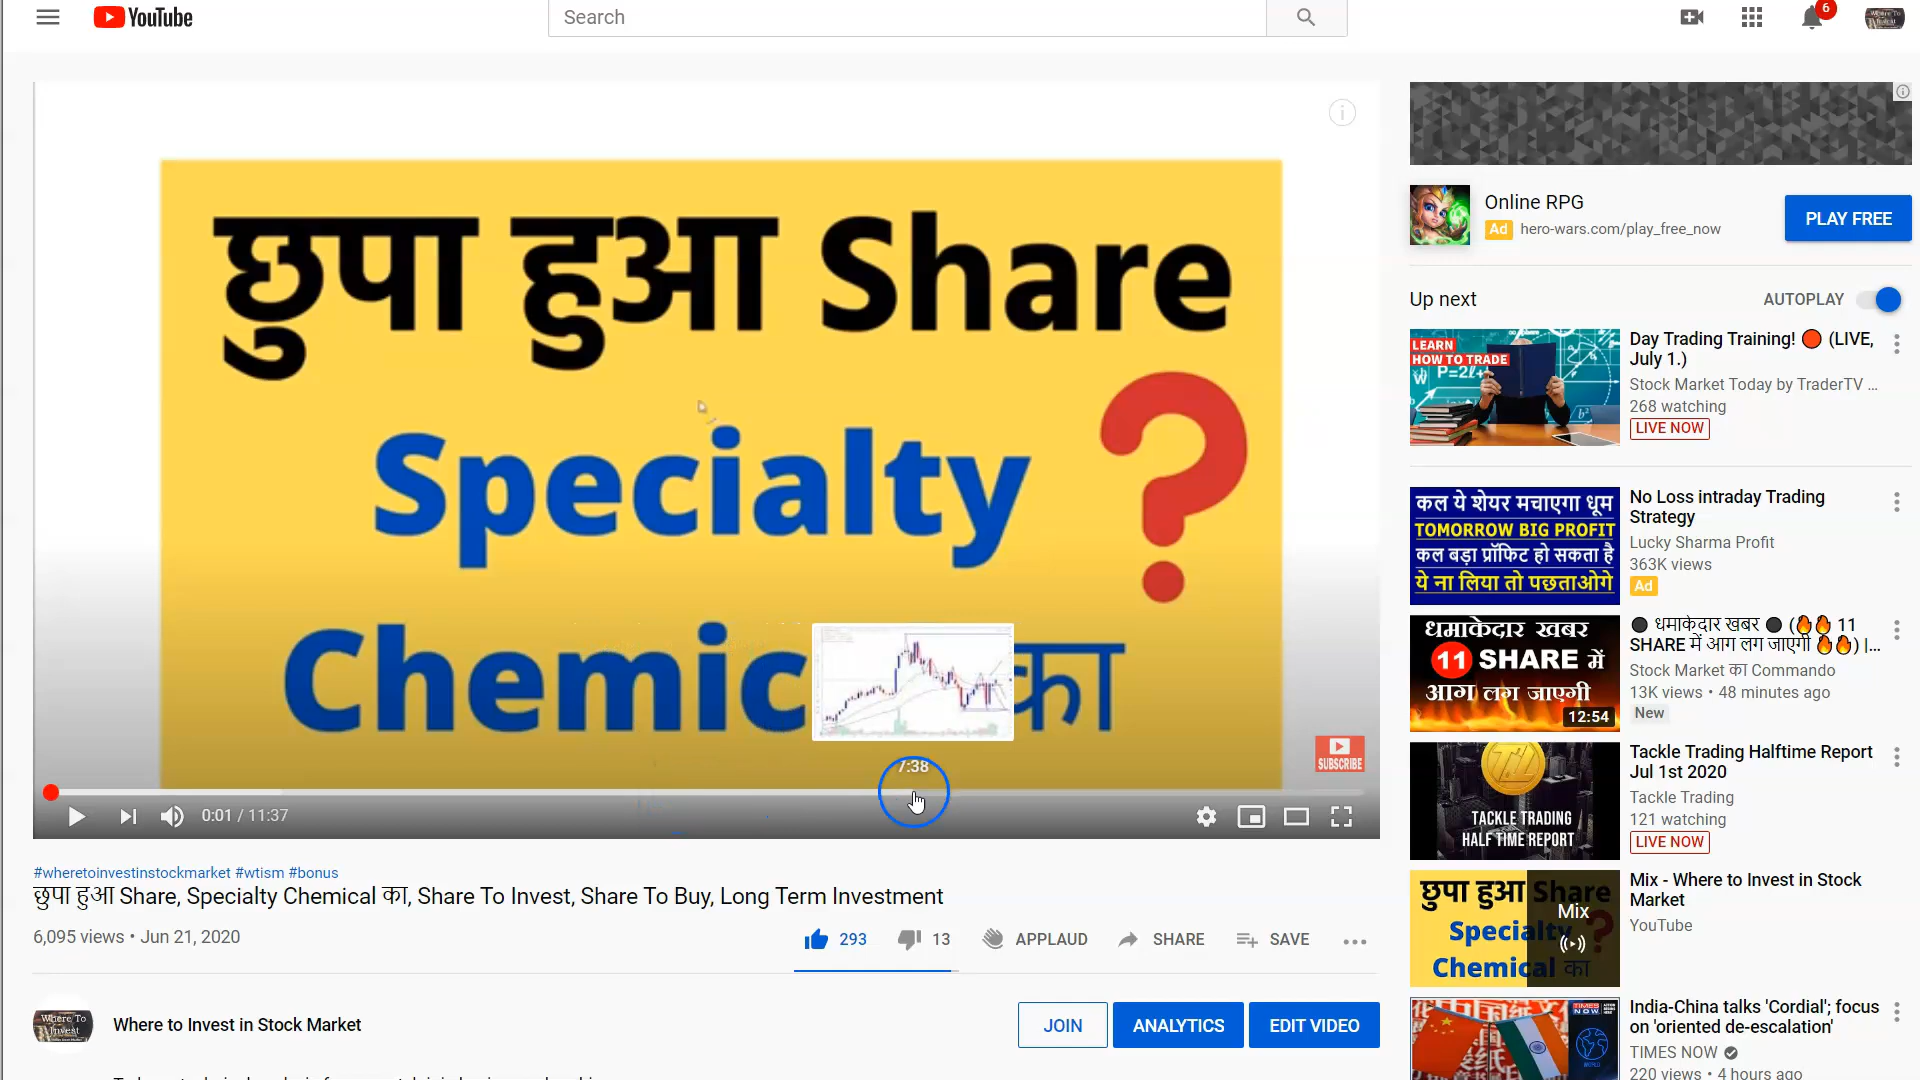 YouTube
Search
6
छुपा हुआ Share
Specialty
?
Chemic का
7:38
SUBSCRIBE
0:01 / 11:37
#wheretoinvestinstockmarket #wtism #bonus
छुपा हुआ Share, Specialty Chemical का, Share To Invest, Share To Buy, Long Term Investment
6,095 views • Jun 21, 2020
293
13
APPLAUD
SHARE
SAVE
Where To
Invest
Where to Invest in Stock Market
JOIN
ANALYTICS
EDIT VIDEO
Online RPG
Ad hero-wars.com/play_free_now
PLAY FREE
Up next
AUTOPLAY
LEARN
HOW TO TRADE
Day Trading Training! 🔴 (LIVE,
July 1.)
Stock Market Today by TraderTV ...
268 watching
LIVE NOW
कल ये शेयर मचाएगा धूम
TOMORROW BIG PROFIT
कल बड़ा प्रॉफिट हो सकता है
ये ना लिया तो पछताओगे
No Loss intraday Trading
Strategy
Lucky Sharma Profit
363K views
Ad
धमाकेदार खबर
11 SHARE में
आग लग जाएगी
12:54
⚫ धमाकेदार खबर ⚫ (🔥🔥 11
SHARE में आग लग जाएगी 🔥🔥) |...
Stock Market का Commando
13K views • 48 minutes ago
New
TACKLE TRADING
HALF TIME REPORT
Tackle Trading Halftime Report
Jul 1st 2020
Tackle Trading
121 watching
LIVE NOW
छुपा हुआ Share
Specialty
Chemical का
Mix
Mix - Where to Invest in Stock
Market
YouTube
TIMES NOW
India-China talks 'Cordial'; focus
on 'oriented de-escalation'
TIMES NOW
220 views • 4 hours ago